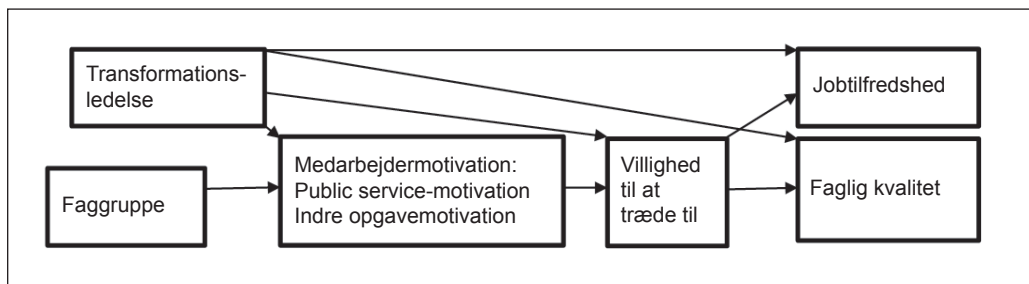 Transformations-
ledelse
Jobtilfredshed
Medarbejdermotivation:
Public service-motivation
Indre opgavemotivation
Villighed
til at
træde til
Faggruppe
Faglig kvalitet